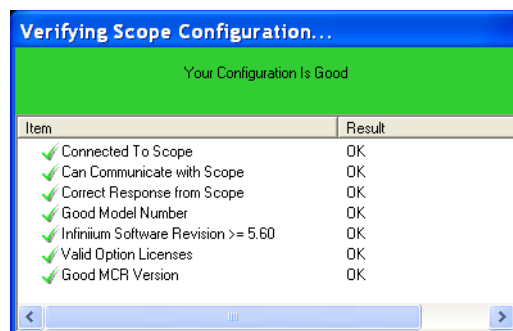 Verifying Scope Configuration...
Your Configuration Is Good
Item Result
Connected To Scope OK
Can Communicate with Scope OK
Correct Response from Scope OK
Good Model Number OK
Infiniium Software Revision >= 5.60 OK
Valid Option Licenses OK
Good MCR Version OK